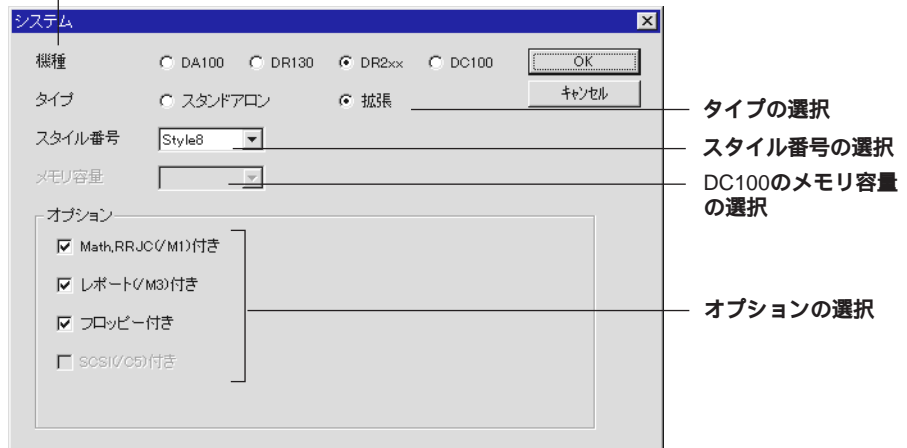 システム
機種 DA100 DR130 DR2xx DC100 OK
タイプ スタンドアロン 拡張 キャンセル
タイプの選択
スタイル番号 Style8
スタイル番号の選択
メモリ容量
DC100のメモリ容量
の選択
オプション
Math,RRJC(/M1)付き
レポート(/M3)付き
フロッピー付き
オプションの選択
SCSI(/C5)付き